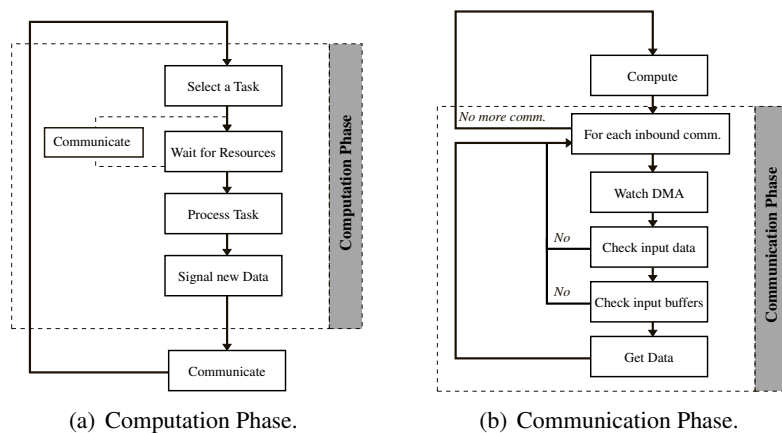 Select a Task
Communicate
Wait for Resources
Process Task
Signal new Data
Communicate
Computation Phase
(a) Computation Phase.
Compute
No more comm.
For each inbound comm.
Watch DMA
No
Check input data
No
Check input buffers
Get Data
Communication Phase
(b) Communication Phase.